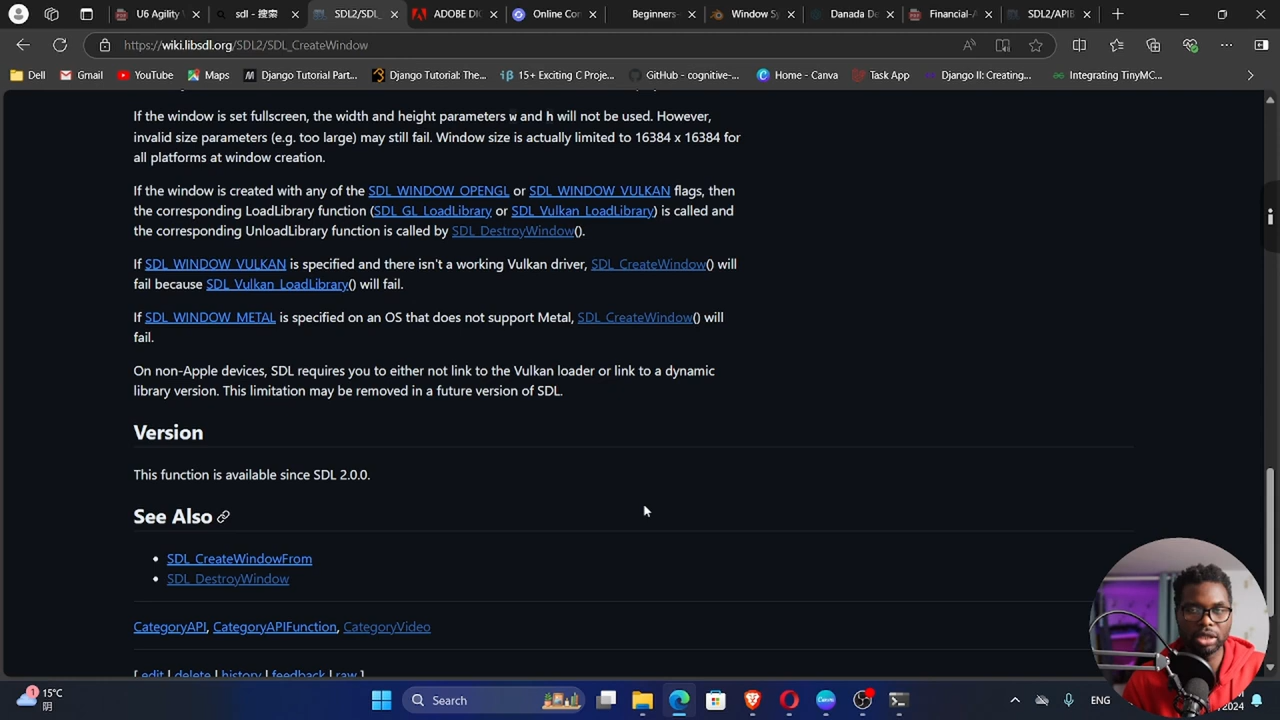 U6 Agility
sdl - 搜索
SDL2/SDL_
ADOBE DI
Online Con
Beginners-
Window Sy
Danada De
Financial-A
SDL2/APIB
https://wiki.libsdl.org/SDL2/SDL_CreateWindow
Dell
Gmail
YouTube
Maps
Django Tutorial Part...
Django Tutorial: The...
15+ Exciting C Proje...
GitHub - cognitive-...
Home - Canva
Task App
Django II: Creating...
Integrating TinyMC...
If the window is set fullscreen, the width and height parameters w and h will not be used. However,
invalid size parameters (e.g. too large) may still fail. Window size is actually limited to 16384 x 16384 for
all platforms at window creation.
If the window is created with any of the SDL_WINDOW_OPENGL or SDL_WINDOW_VULKAN flags, then
the corresponding LoadLibrary function (SDL_GL_LoadLibrary or SDL_Vulkan_LoadLibrary) is called and
the corresponding UnloadLibrary function is called by SDL_DestroyWindow().
If SDL_WINDOW_VULKAN is specified and there isn't a working Vulkan driver, SDL_CreateWindow() will
fail because SDL_Vulkan_LoadLibrary() will fail.
If SDL_WINDOW_METAL is specified on an OS that does not support Metal, SDL_CreateWindow() will
fail.
On non-Apple devices, SDL requires you to either not link to the Vulkan loader or link to a dynamic
library version. This limitation may be removed in a future version of SDL.
Version
This function is available since SDL 2.0.0.
See Also
• SDL_CreateWindowFrom
• SDL_DestroyWindow
CategoryAPI, CategoryAPIFunction, CategoryVideo
[ edit | delete | history | feedback | raw ]
1
15°C
阴
Search
ENG
2024